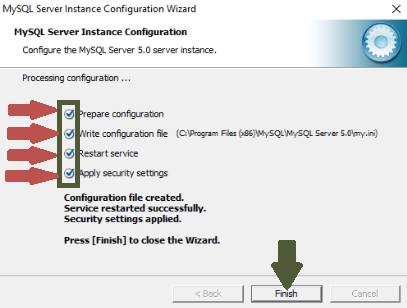 MySQL Server Instance Configuration Wizard
MySQL Server Instance Configuration
Configure the MySQL Server 5.0 server instance.
Processing configuration ...
Prepare configuration
Write configuration file (C:\Program Files (x86)\MySQL\MySQL Server 5.0\my.ini)
Restart service
Apply security settings
Configuration file created.
Service restarted successfully.
Security settings applied.
Press [Finish] to close the Wizard.
< Back Finish Cancel